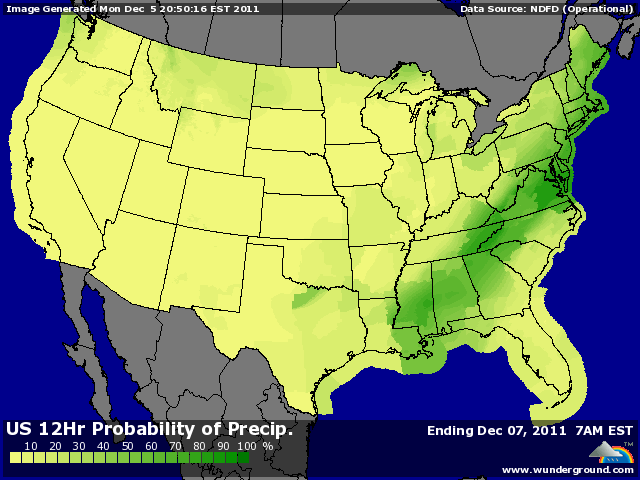 Image Generated Mon Dec 5 20:50:16 EST 2011 Data Source: NDFD (Operational)
US 12Hr Probability of Precip. Ending Dec 07, 2011 7AM EST
10 20 30 40 50 60 70 80 90 100 %
TM
www.wunderground.com